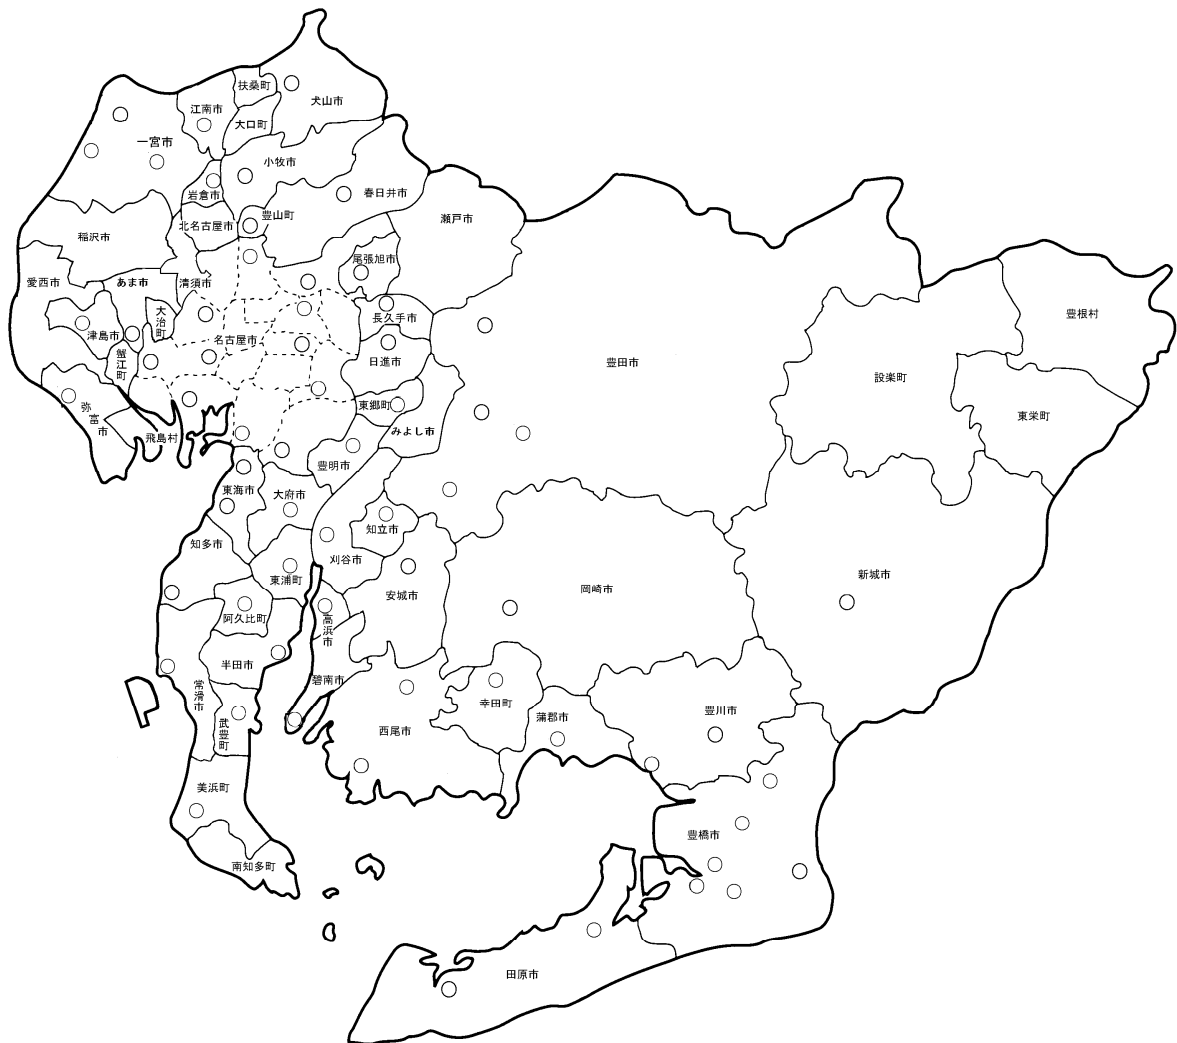 扶桑町
犬山市
江南市
大口町
一宮市
小牧市
岩倉市
春日井市
豊山町
瀬戸市
北名古屋市
稲沢市
尾張旭市
愛西市
あま市
清須市
大治町
長久手市
豊根村
津島市
名古屋市
蟹江町
日進市
豊田市
設楽町
弥富市
東郷町
東栄町
みよし市
飛島村
豊明市
東海市
大府市
知立市
知多市
刈谷市
東浦町
安城市
岡崎市
新城市
阿久比町
高浜市
半田市
碧南市
常滑市
武豊町
西尾市
幸田町
蒲郡市
豊川市
美浜町
豊橋市
南知多町
田原市